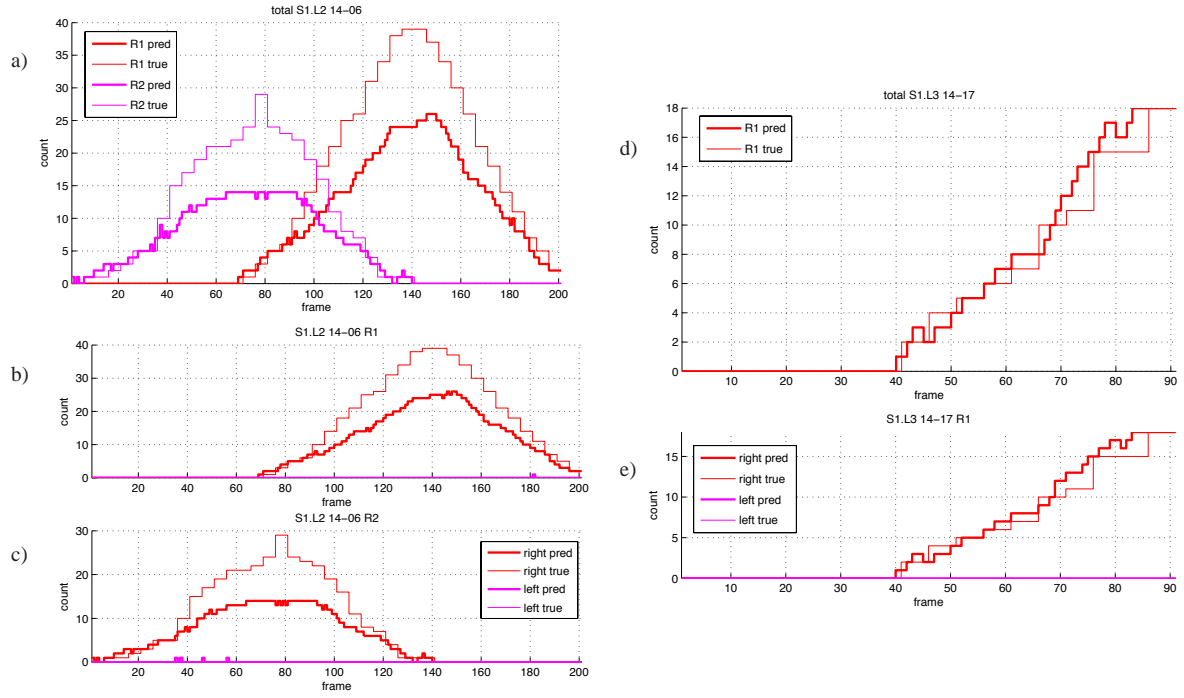 a)
total S1.L2 14-06
R1 pred
R1 true
R2 pred
R2 true
count
40
35
30
25
20
15
10
5
0
20 40 60 80 100 120 140 160 180 200
frame
b)
S1.L2 14-06 R1
count
40
30
20
10
0
20 40 60 80 100 120 140 160 180 200
frame
c)
S1.L2 14-06 R2
right pred
right true
left pred
left true
count
30
20
10
0
20 40 60 80 100 120 140 160 180 200
frame
d)
total S1.L3 14-17
R1 pred
R1 true
count
18
16
14
12
10
8
6
4
2
0
10 20 30 40 50 60 70 80 90
frame
e)
S1.L3 14-17 R1
right pred
right true
left pred
left true
count
15
10
5
0
10 20 30 40 50 60 70 80 90
frame